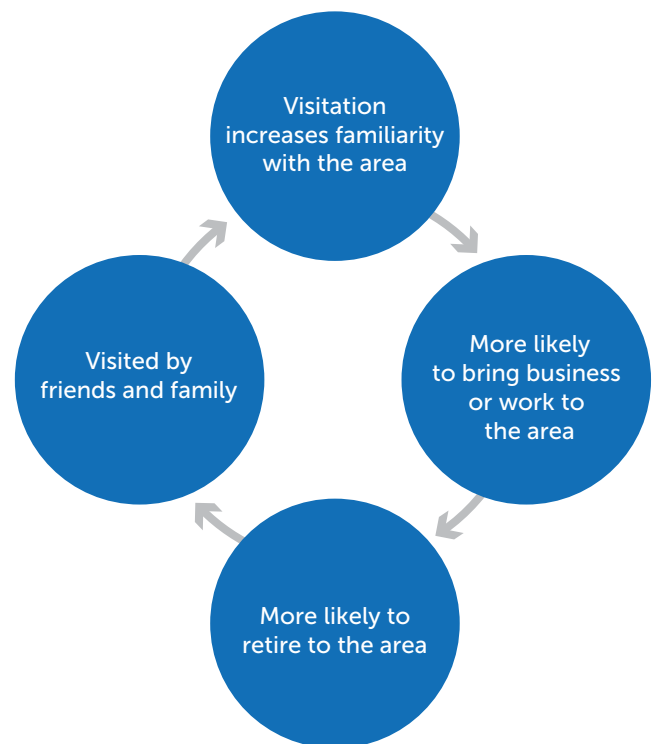 Visitation
increases familiarity
with the area
More likely
to bring business
or work to
the area
More likely to
retire to the area
Visited by
friends and family